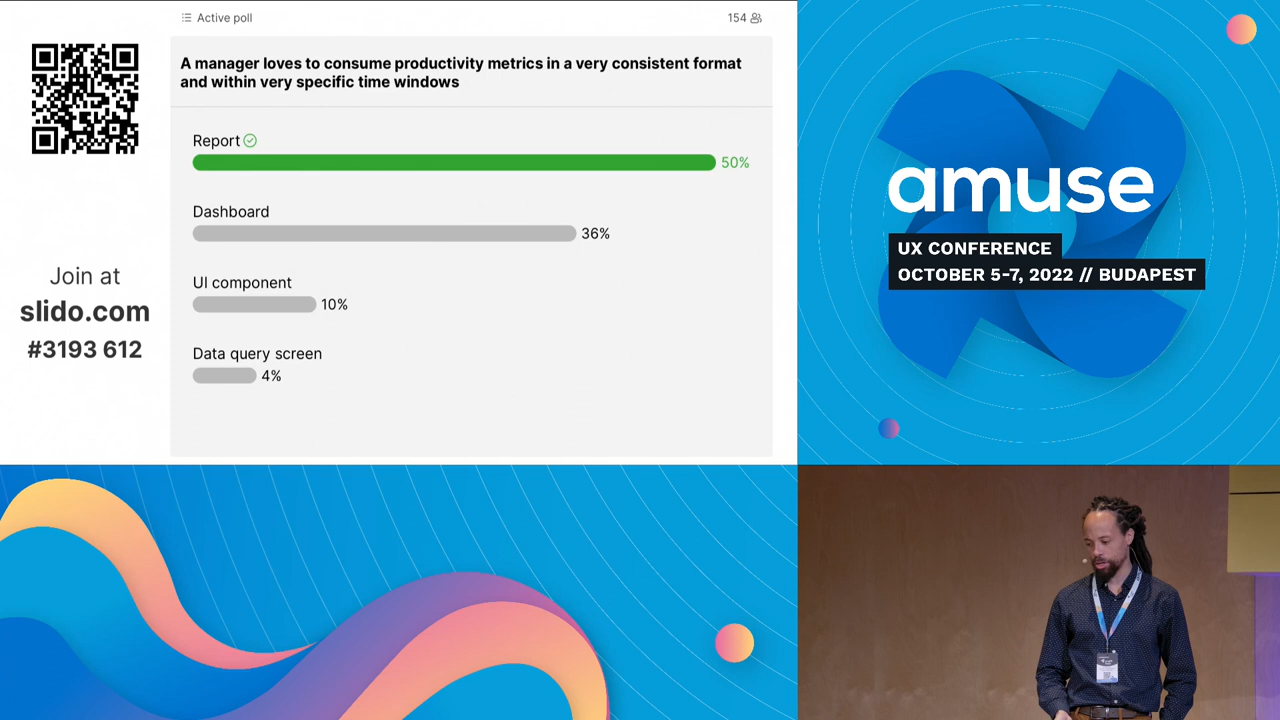 Active poll
154
A manager loves to consume productivity metrics in a very consistent format
and within very specific time windows
Report
50%
Dashboard
36%
UI component
10%
Data query screen
4%
Join at
slido.com
#3193 612
amuse
UX CONFERENCE
OCTOBER 5-7, 2022 // BUDAPEST